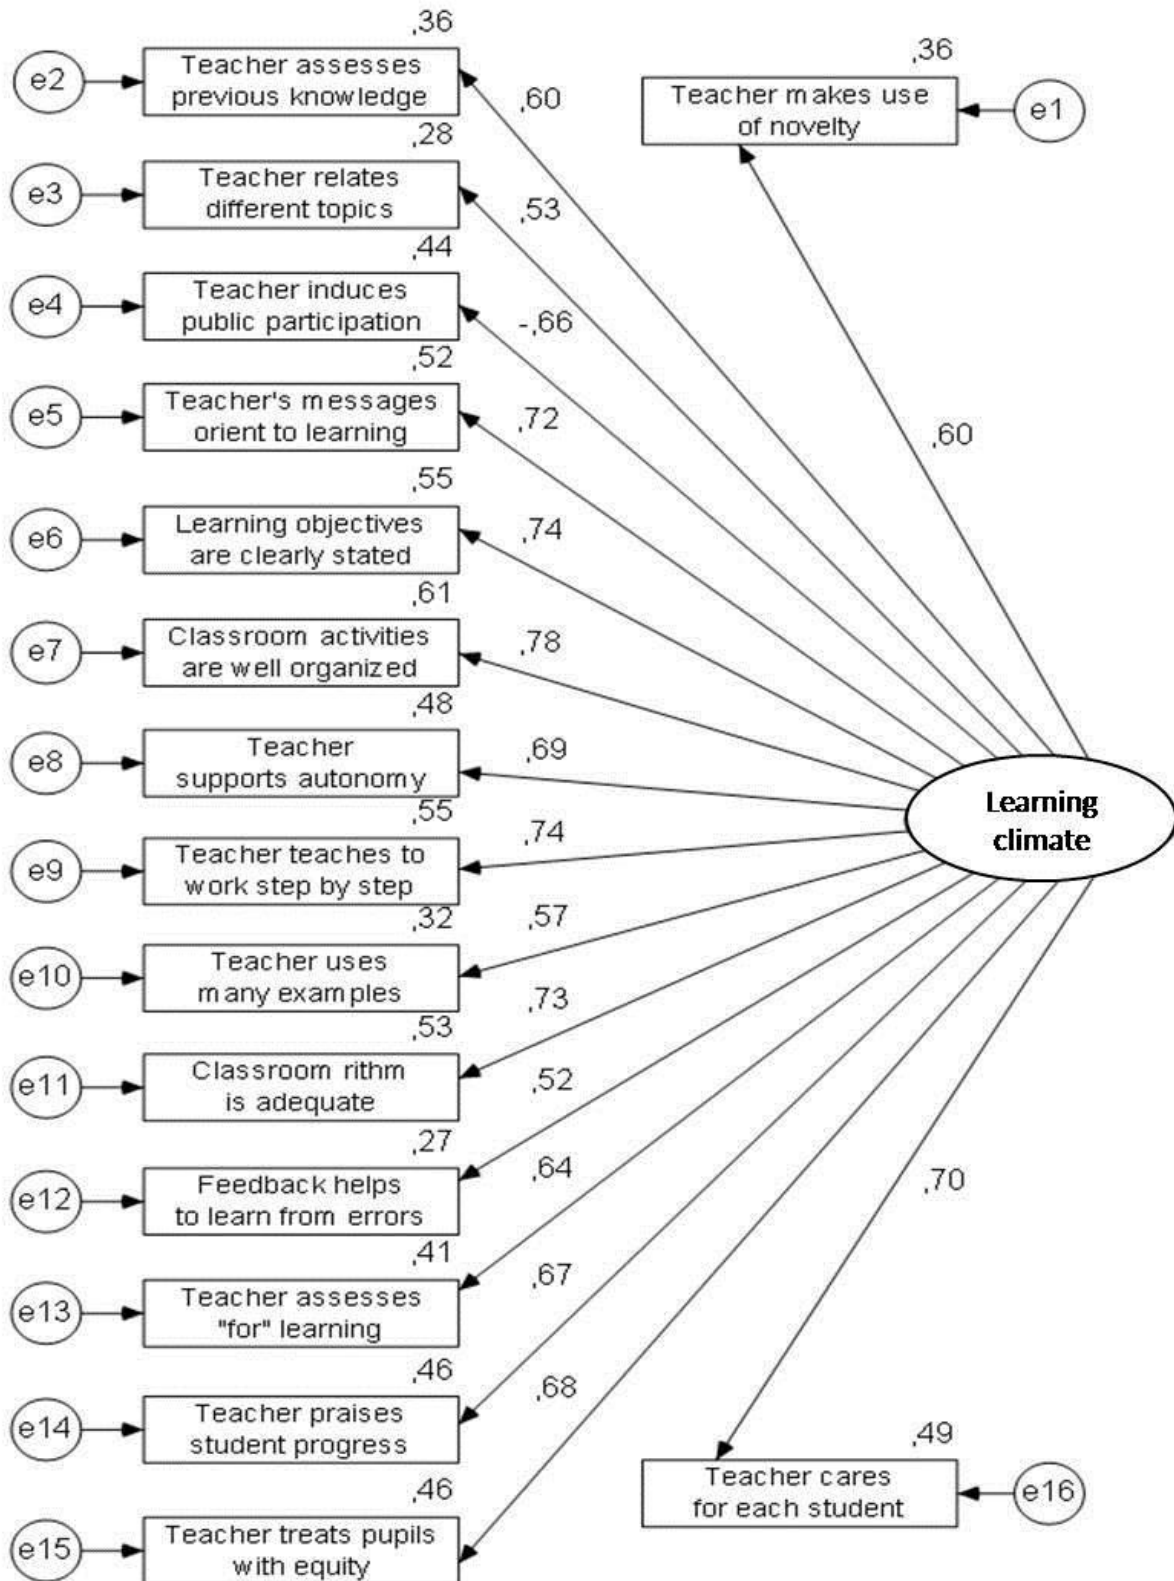 ,36
e2
Teacher assesses
previous knowledge
,60
,36
Teacher makes use
of novelty
e1
,28
e3
Teacher relates
different topics
,53
,44
e4
Teacher induces
public participation
-,66
,52
e5
Teacher's messages
orient to learning
,72
,60
,55
e6
Learning objectives
are clearly stated
,74
,61
e7
Classroom activities
are well organized
,78
,48
e8
Teacher
supports autonomy
,69
Learning
climate
,55
e9
Teacher teaches to
work step by step
,74
,32
e10
Teacher uses
many examples
,57
,53
e11
Classroom rithm
is adequate
,73
,27
e12
Feedback helps
to learn from errors
,52
,41
e13
Teacher assesses
"for" learning
,64
,70
,46
e14
Teacher praises
student progress
,67
,46
e15
Teacher treats pupils
with equity
,68
,49
Teacher cares
for each student
e16